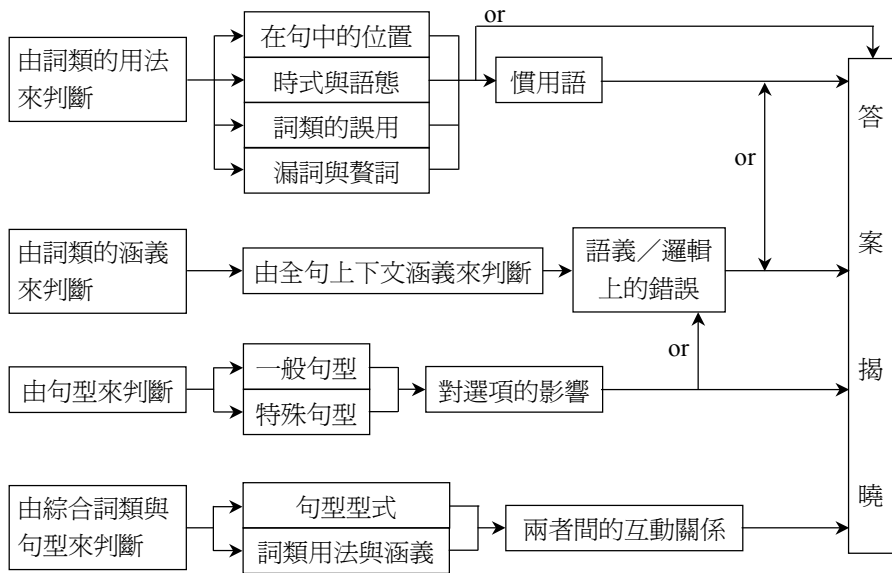 or
在句中的位置
由詞類的用法
來判斷
時式與語態
慣用語
詞類的誤用
漏詞與贅詞
or
由詞類的涵義
來判斷
由全句上下文涵義來判斷
語義／邏輯
上的錯誤
or
由句型來判斷
一般句型
特殊句型
對選項的影響
由綜合詞類與
句型來判斷
句型型式
詞類用法與涵義
兩者間的互動關係
答
案
揭
曉